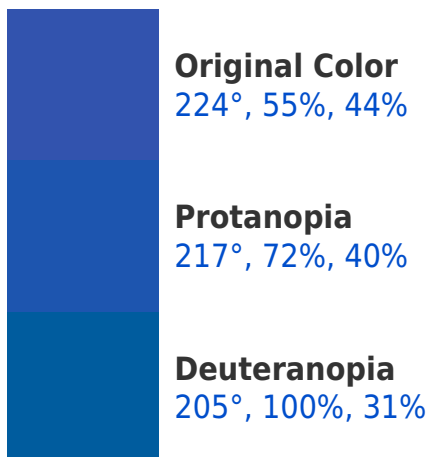 Original Color
224°, 55%, 44%
Protanopia
217°, 72%, 40%
Deuteranopia
205°, 100%, 31%